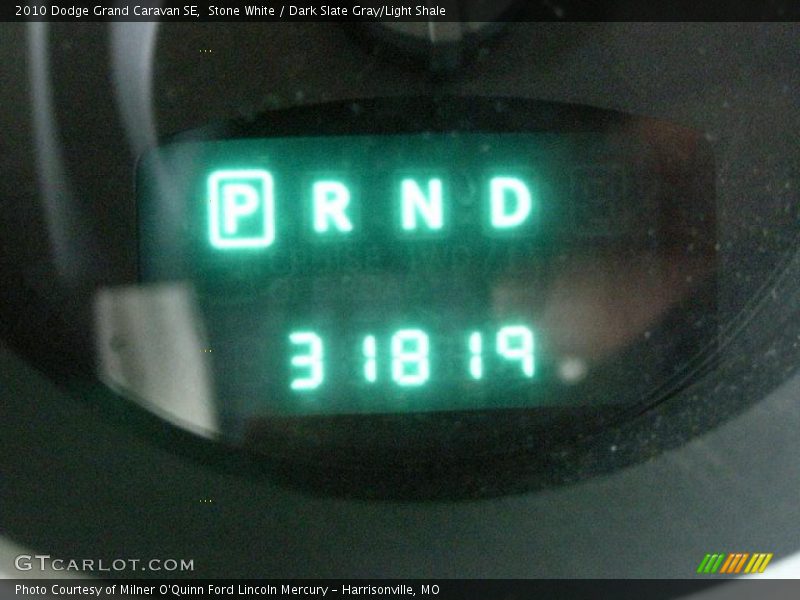 2010 Dodge Grand Caravan SE,  Stone White / Dark Slate Gray/Light Shale
P R N D
31819
GTCARLOT.COM
Photo Courtesy of Milner O'Quinn Ford Lincoln Mercury - Harrisonville, MO